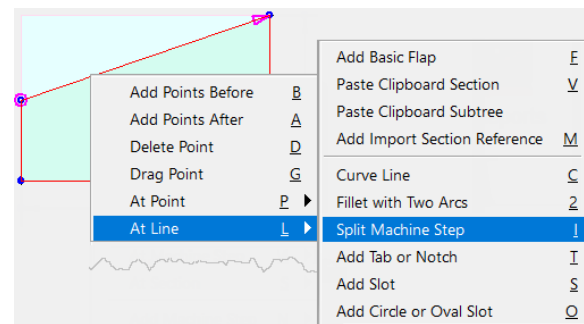 Add Points Before B
Add Points After A
Delete Point D
Drag Point G
At Point P
At Line L
Add Basic Flap F
Paste Clipboard Section V
Paste Clipboard Subtree
Add Import Section Reference M
Curve Line C
Fillet with Two Arcs 2
Split Machine Step I
Add Tab or Notch T
Add Slot S
Add Circle or Oval Slot O